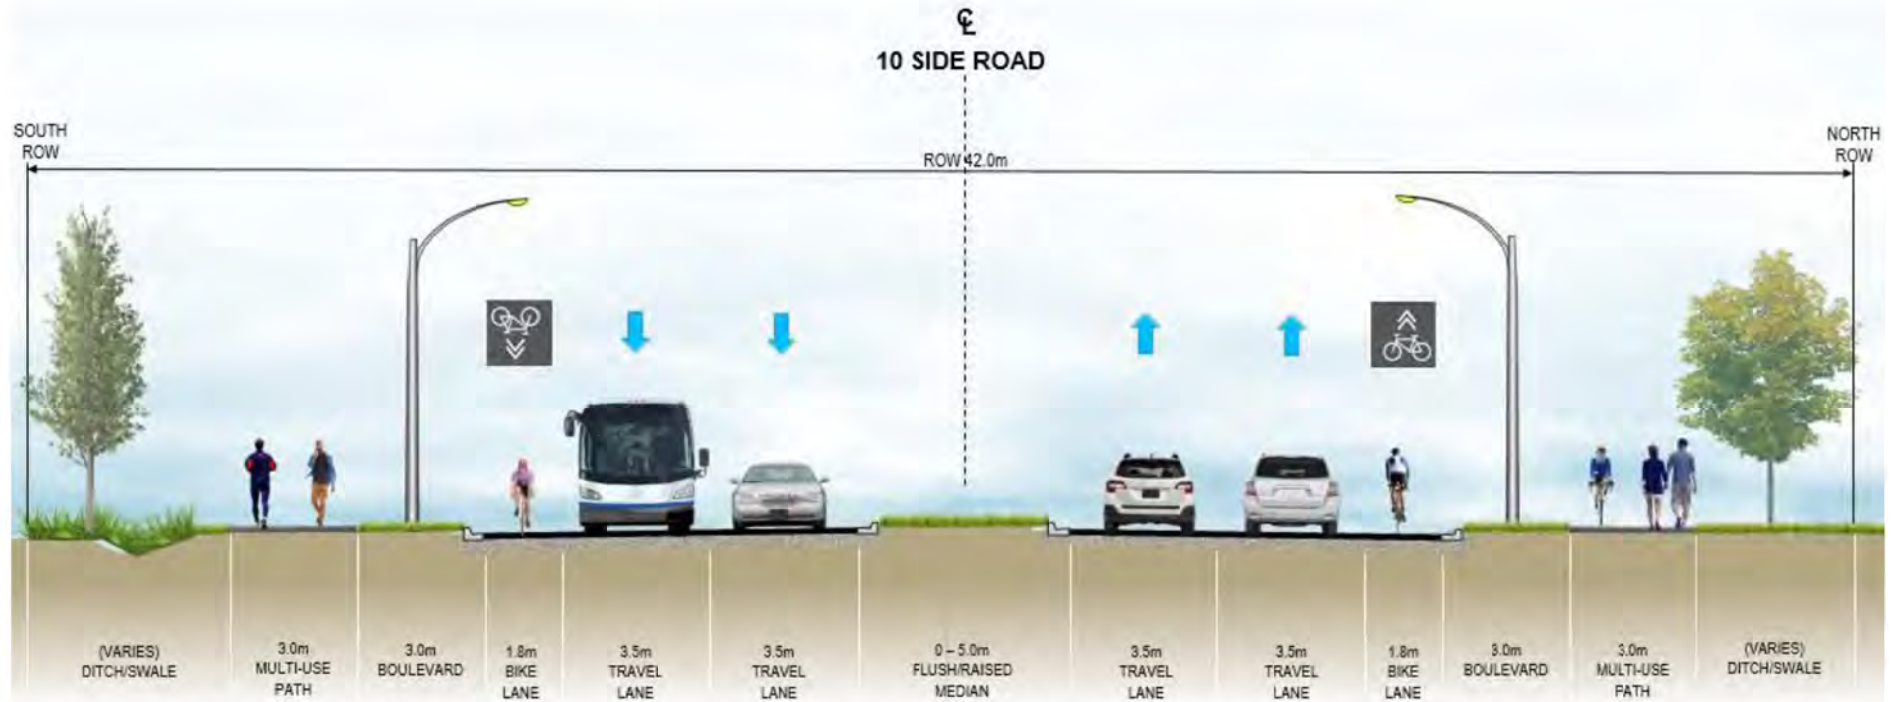 ℄
10 SIDE ROAD
SOUTH
ROW
NORTH
ROW
ROW 42.0m
(VARIES)
DITCH/SWALE
3.0m
MULTI-USE
PATH
3.0m
BOULEVARD
1.8m
BIKE
LANE
3.5m
TRAVEL
LANE
3.5m
TRAVEL
LANE
0 – 5.0m
FLUSH/RAISED
MEDIAN
3.5m
TRAVEL
LANE
3.5m
TRAVEL
LANE
1.8m
BIKE
LANE
3.0m
BOULEVARD
3.0m
MULTI-USE
PATH
(VARIES)
DITCH/SWALE